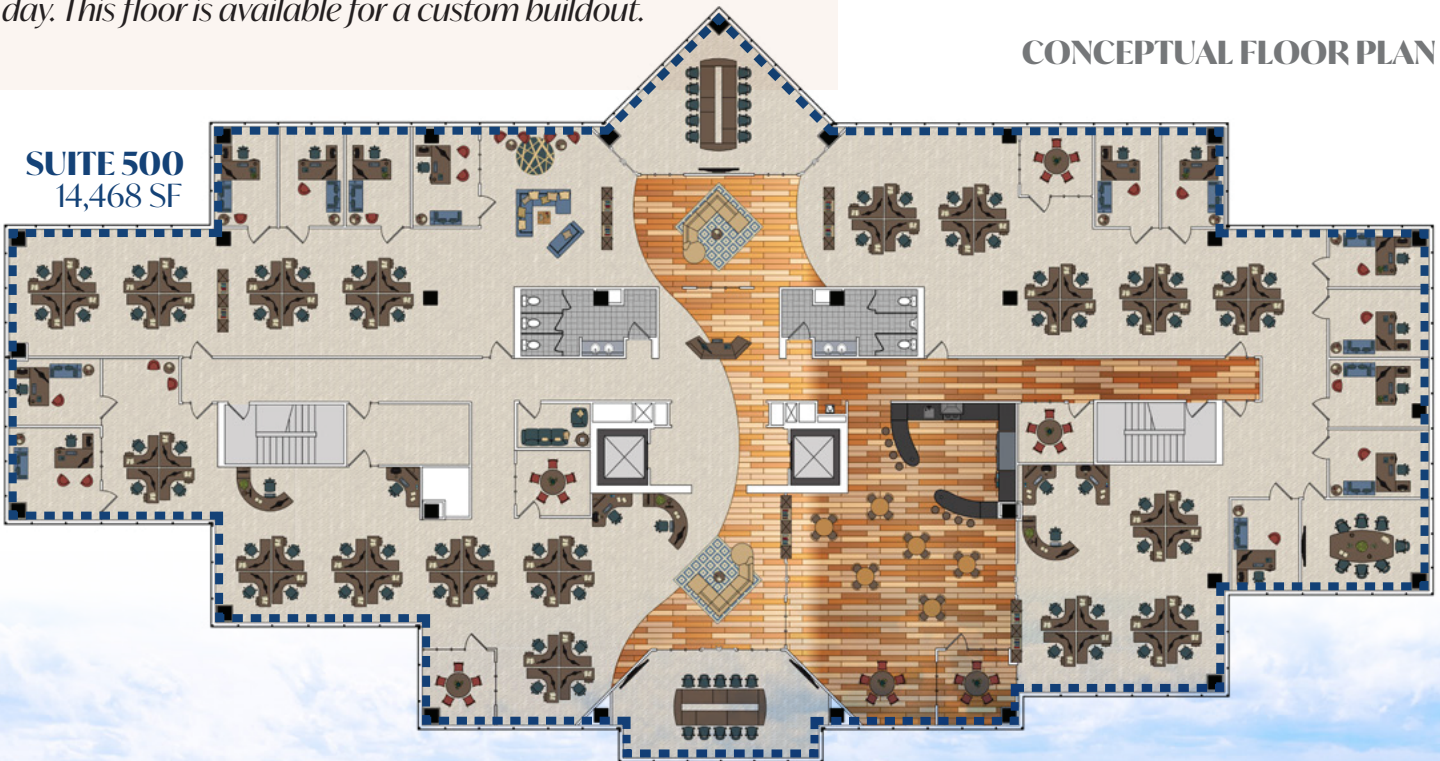 day. This floor is available for a custom buildout.
CONCEPTUAL FLOOR PLAN
SUITE 500
14,468 SF